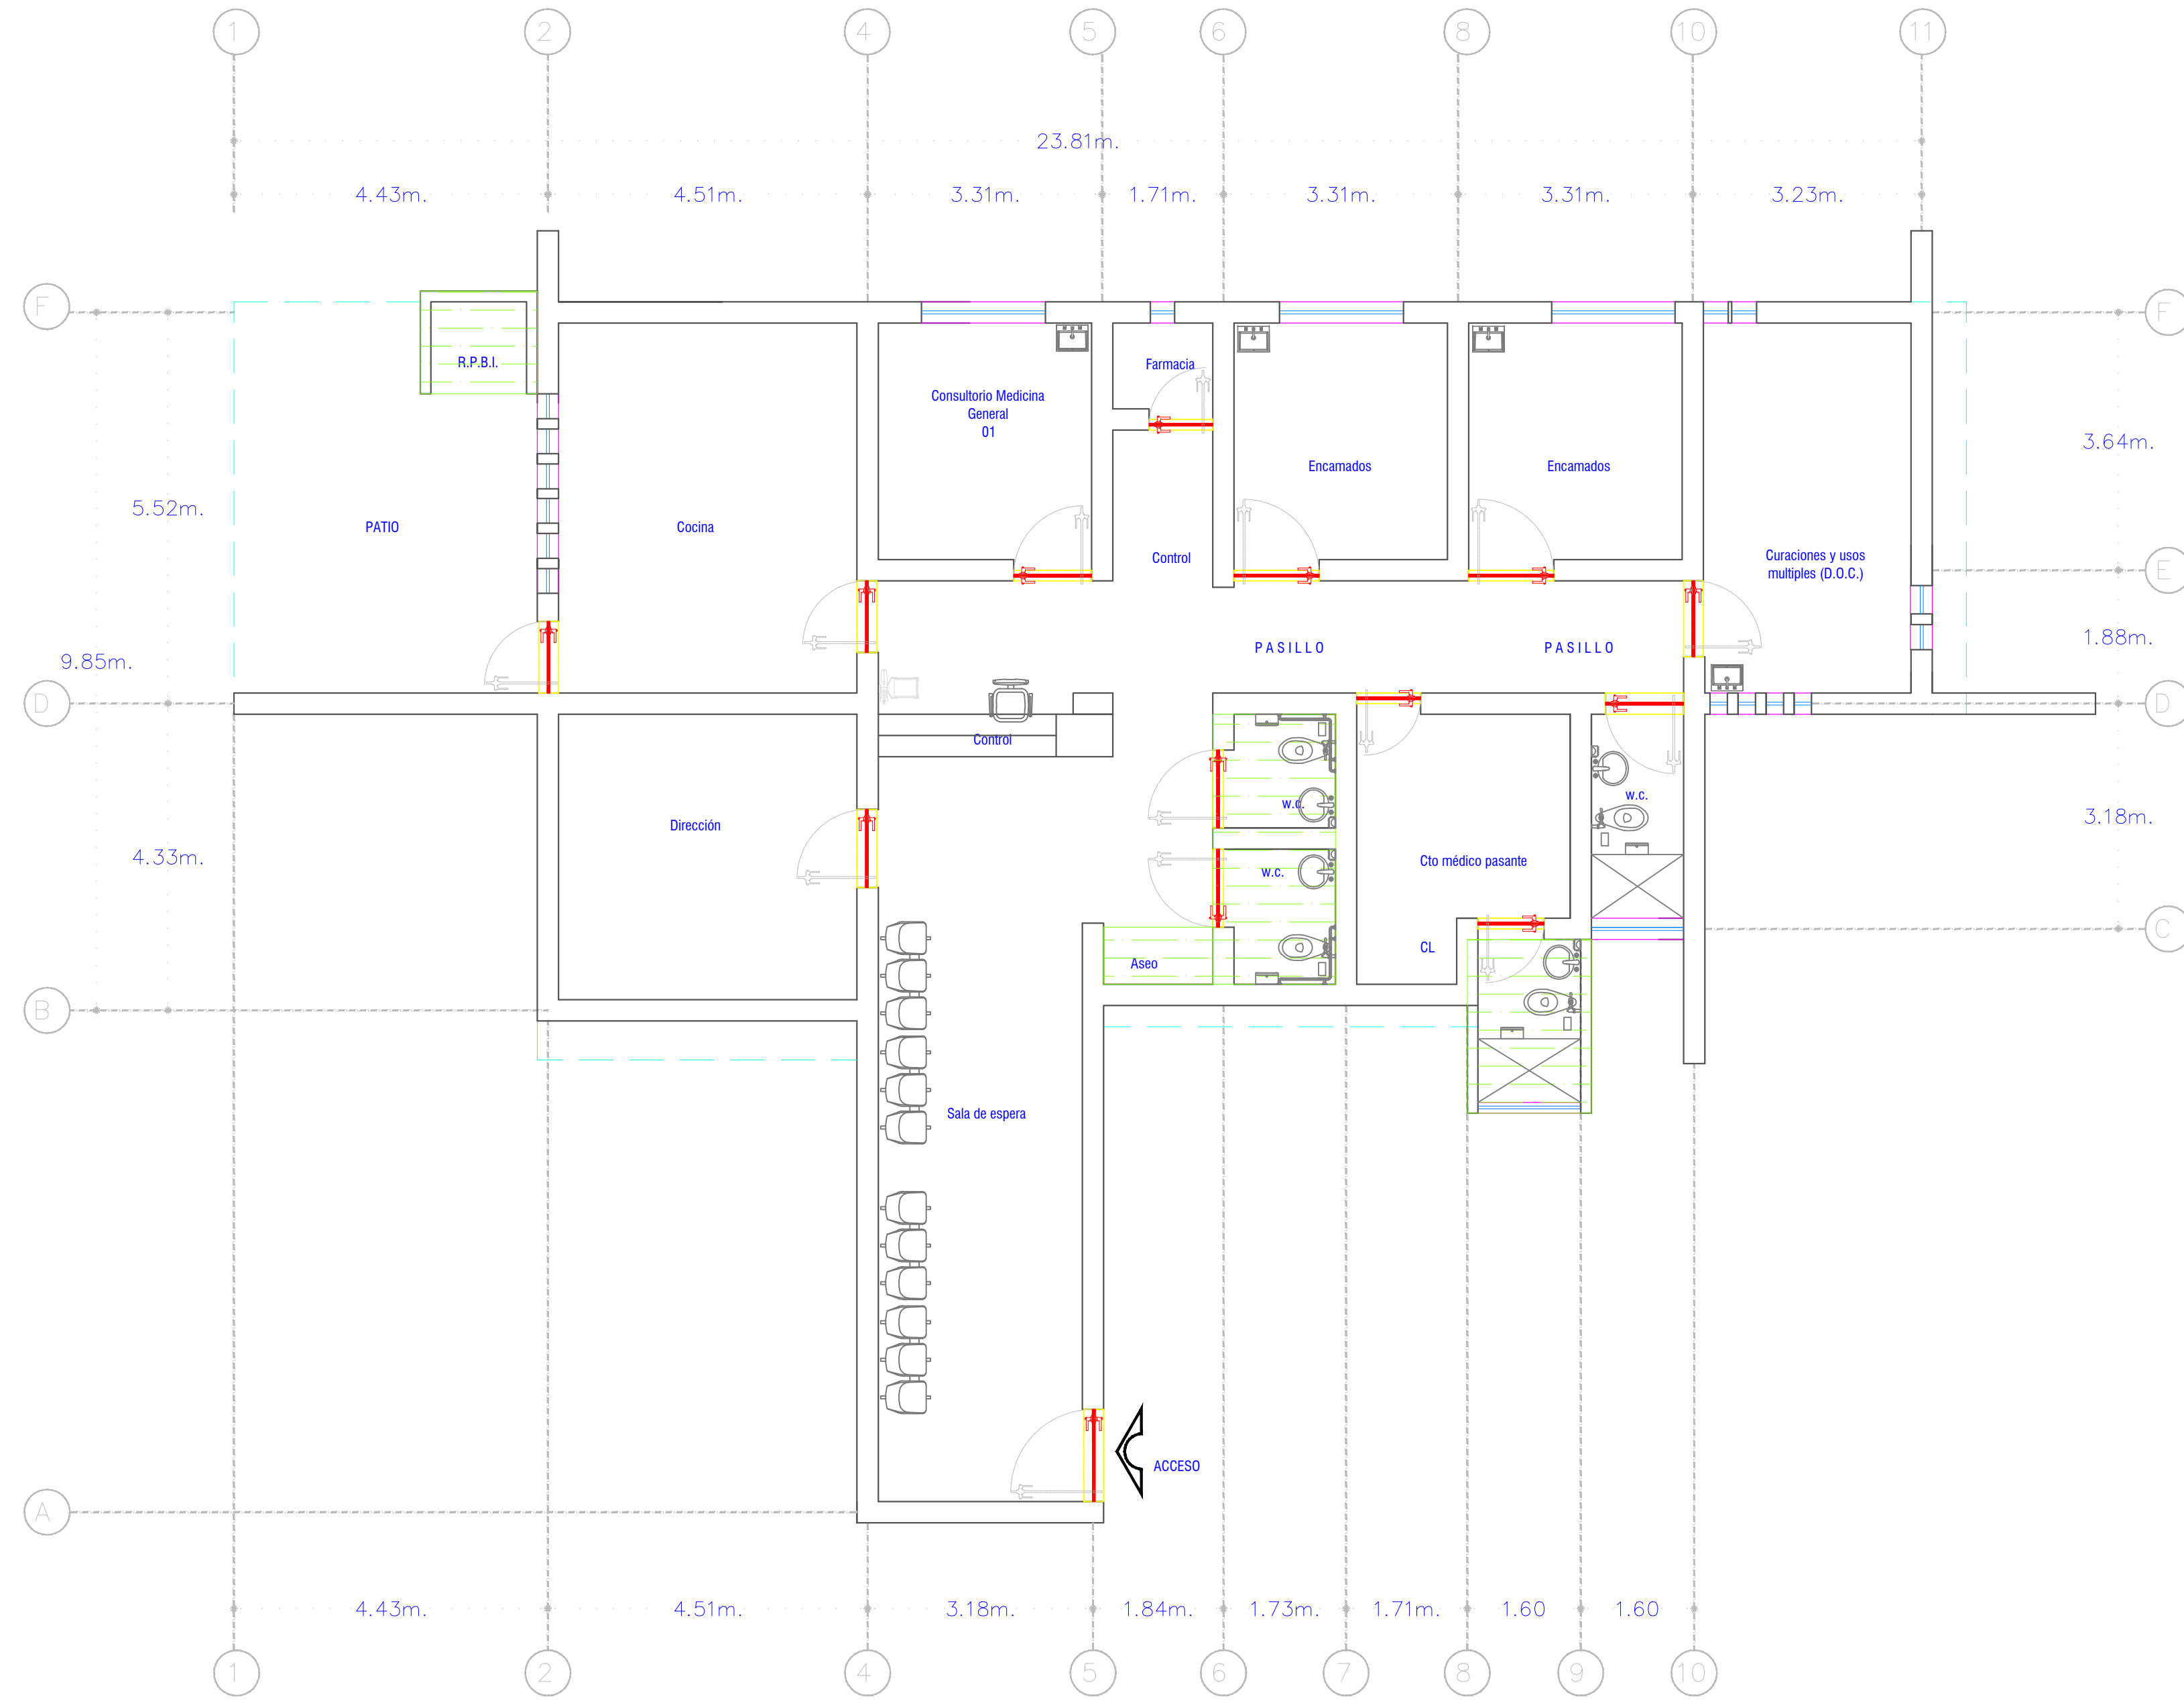 1
2
4
5
6
8
10
11
23.81m.
4.43m.
4.51m.
3.31m.
1.71m.
3.31m.
3.31m.
3.23m.
F
F
R.P.B.I.
Farmacia
Consultorio Medicina
General
01
3.64m.
Encamados
Encamados
5.52m.
PATIO
Cocina
Control
Curaciones y usos
multiples (D.O.C.)
E
1.88m.
PASILLO
PASILLO
9.85m.
D
D
Control
w.c.
w.c.
3.18m.
Dirección
4.33m.
Cto médico pasante
w.c.
C
CL
Aseo
B
Sala de espera
ACCESO
A
4.43m.
4.51m.
3.18m.
1.84m.
1.73m.
1.71m.
1.60
1.60
1
2
4
5
6
7
8
9
10